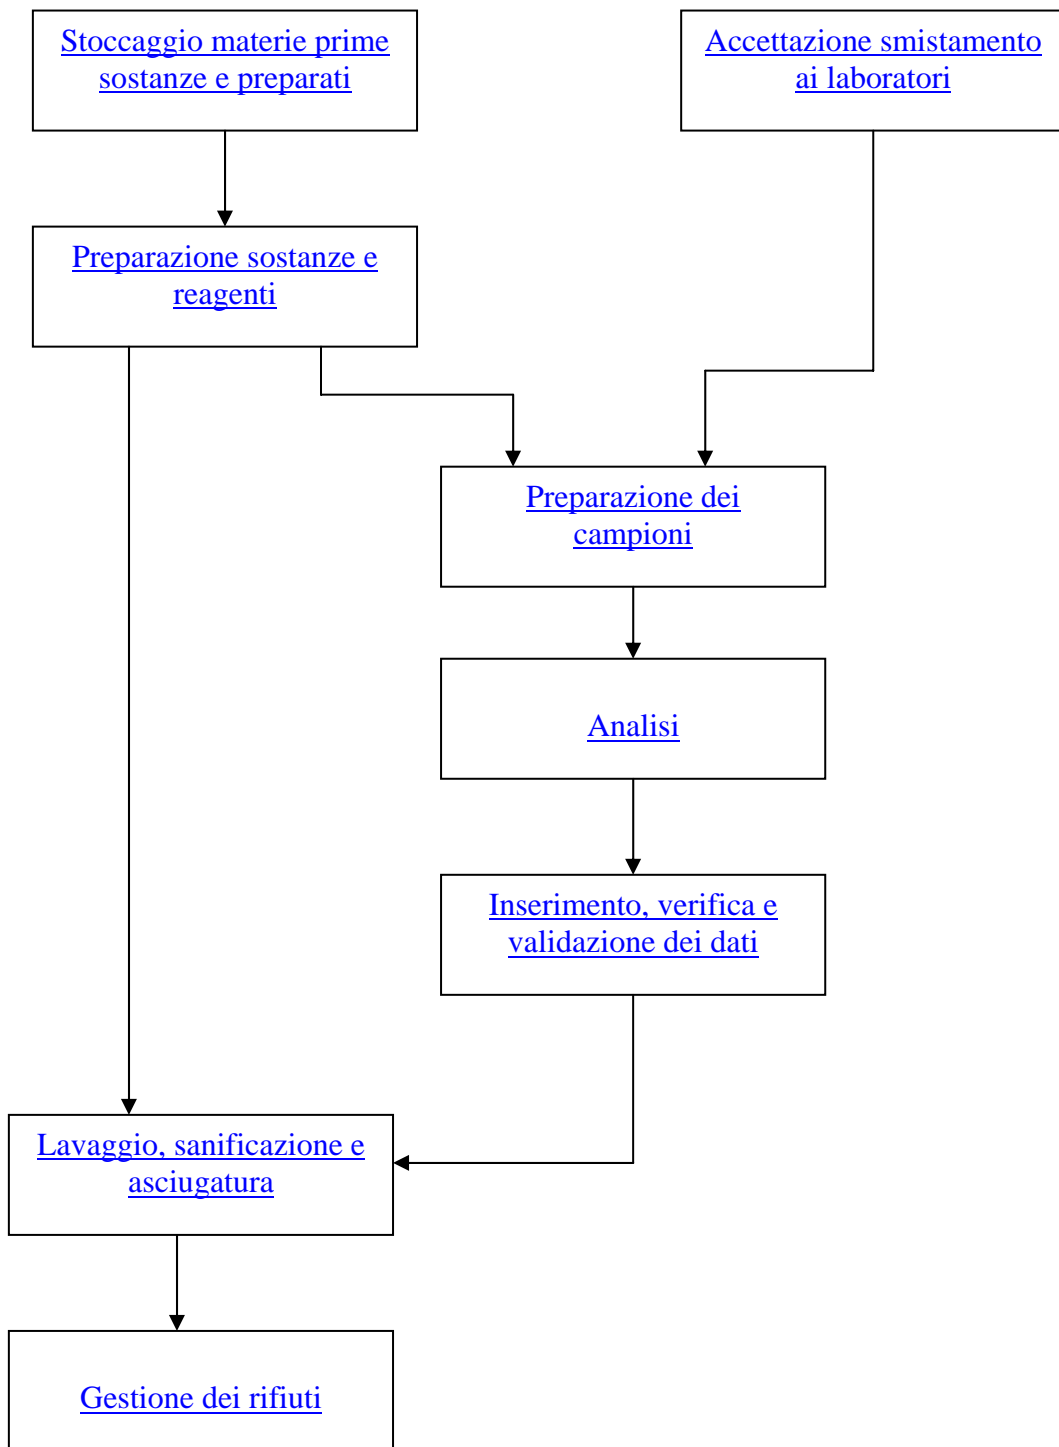 Stoccaggio materie prime
sostanze e preparati
Accettazione smistamento
ai laboratori
Preparazione sostanze e
reagenti
Preparazione dei
campioni
Analisi
Inserimento, verifica e
validazione dei dati
Lavaggio, sanificazione e
asciugatura
Gestione dei rifiuti